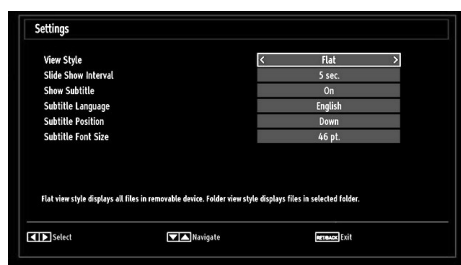 Settings
View Style < Flat >
Slide Show Interval 5 sec.
Show Subtitle On
Subtitle Language English
Subtitle Position Down
Subtitle Font Size 46 pt.
Flat view style displays all files in removable device. Folder view style displays files in selected folder.
Select Navigate RET/BACK Exit